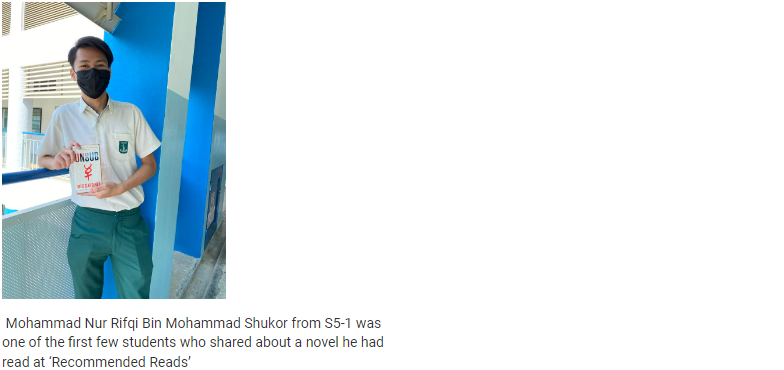 UNSUB
Mohammad Nur Rifqi Bin Mohammad Shukor from S5-1 was
one of the first few students who shared about a novel he had
read at ‘Recommended Reads’